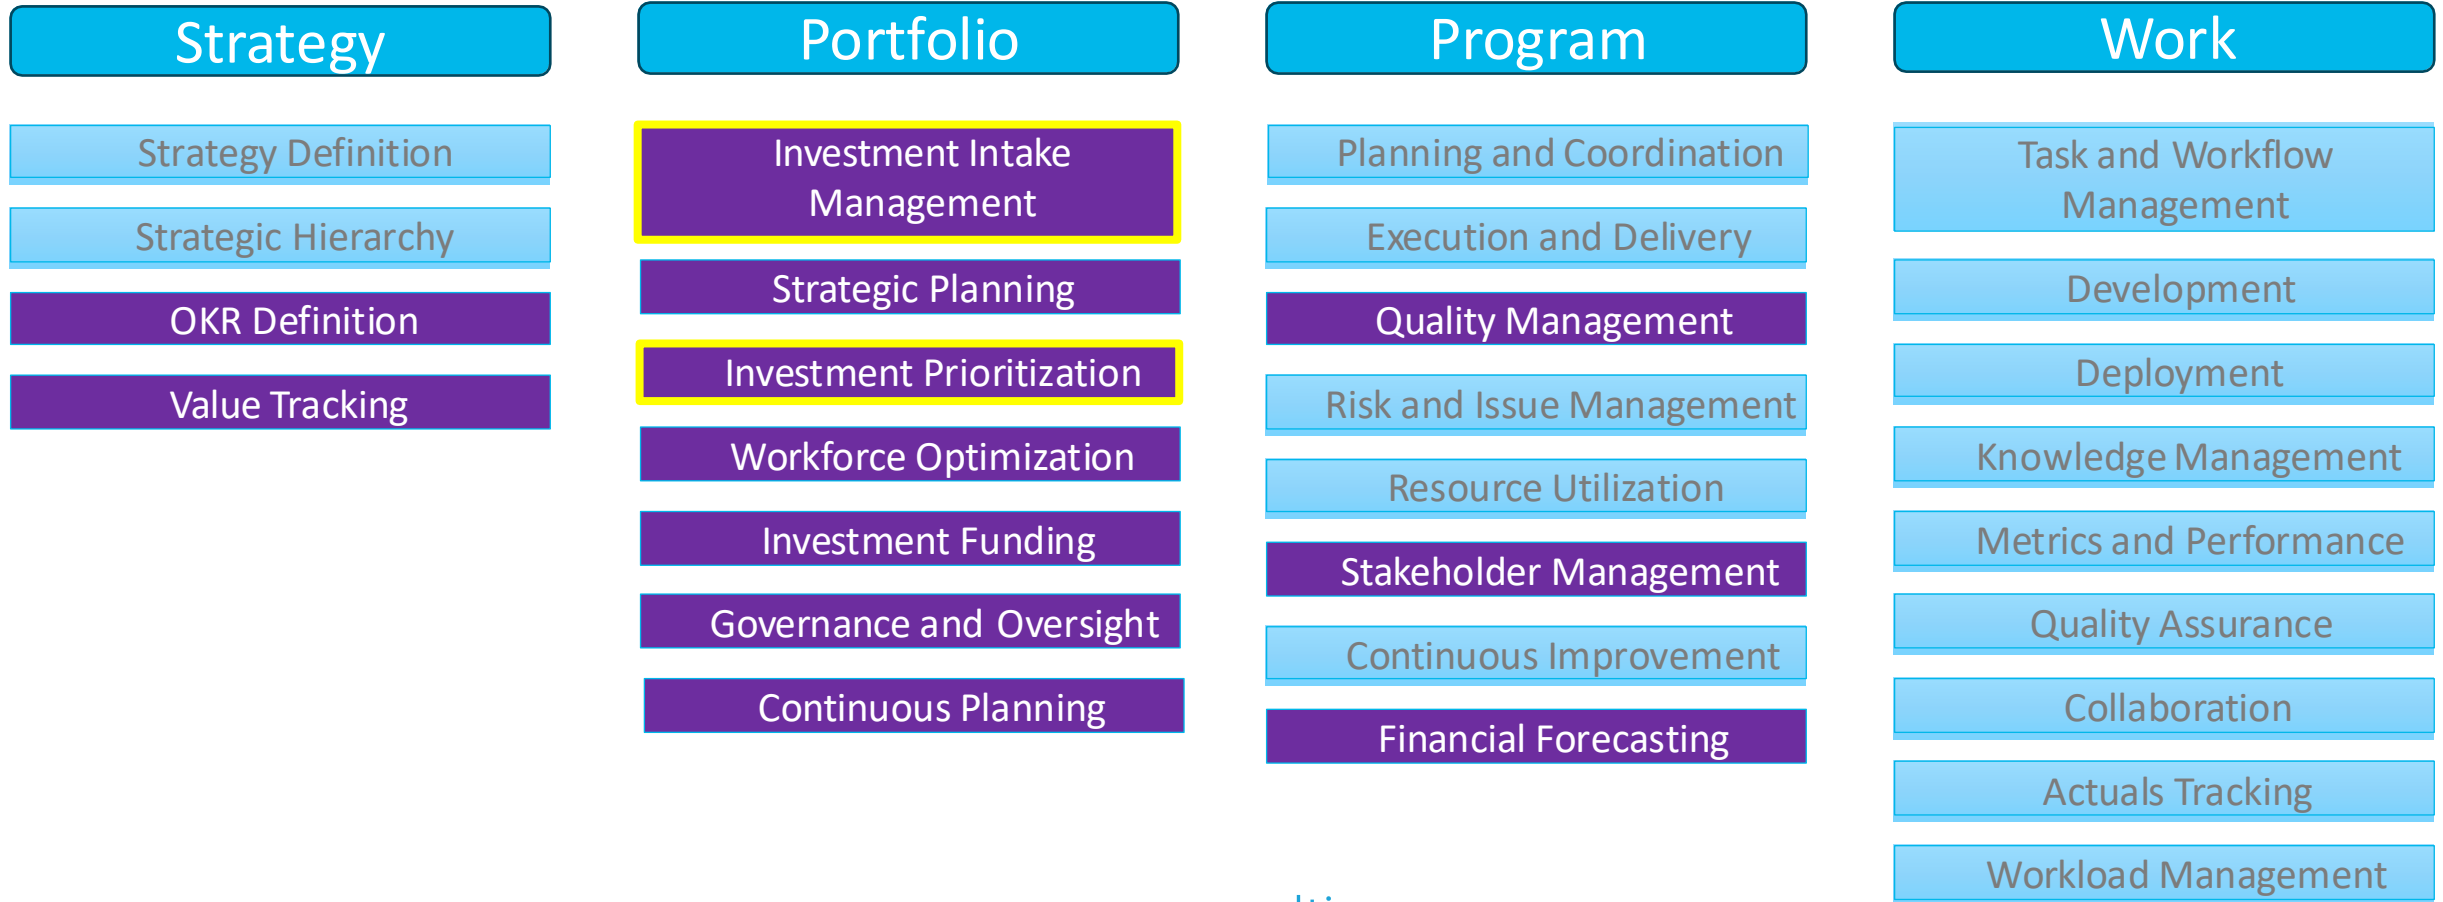 Strategy
Strategy Definition
Strategic Hierarchy
OKR Definition
Value Tracking
Portfolio
Investment Intake
Management
Strategic Planning
Investment Prioritization
Workforce Optimization
Investment Funding
Governance and Oversight
Continuous Planning
Program
Planning and Coordination
Execution and Delivery
Quality Management
Risk and Issue Management
Resource Utilization
Stakeholder Management
Continuous Improvement
Financial Forecasting
Work
Task and Workflow
Management
Development
Deployment
Knowledge Management
Metrics and Performance
Quality Assurance
Collaboration
Actuals Tracking
Workload Management